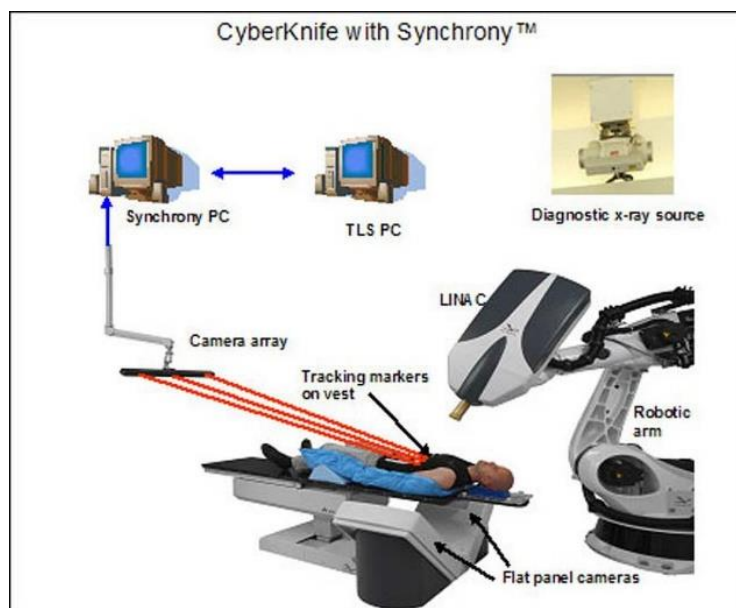 CyberKnife with Synchrony™
Synchrony PC
TLS PC
Diagnostic x-ray source
LINAC
Camera array
Tracking markers
on vest
Robotic
arm
Flat panel cameras